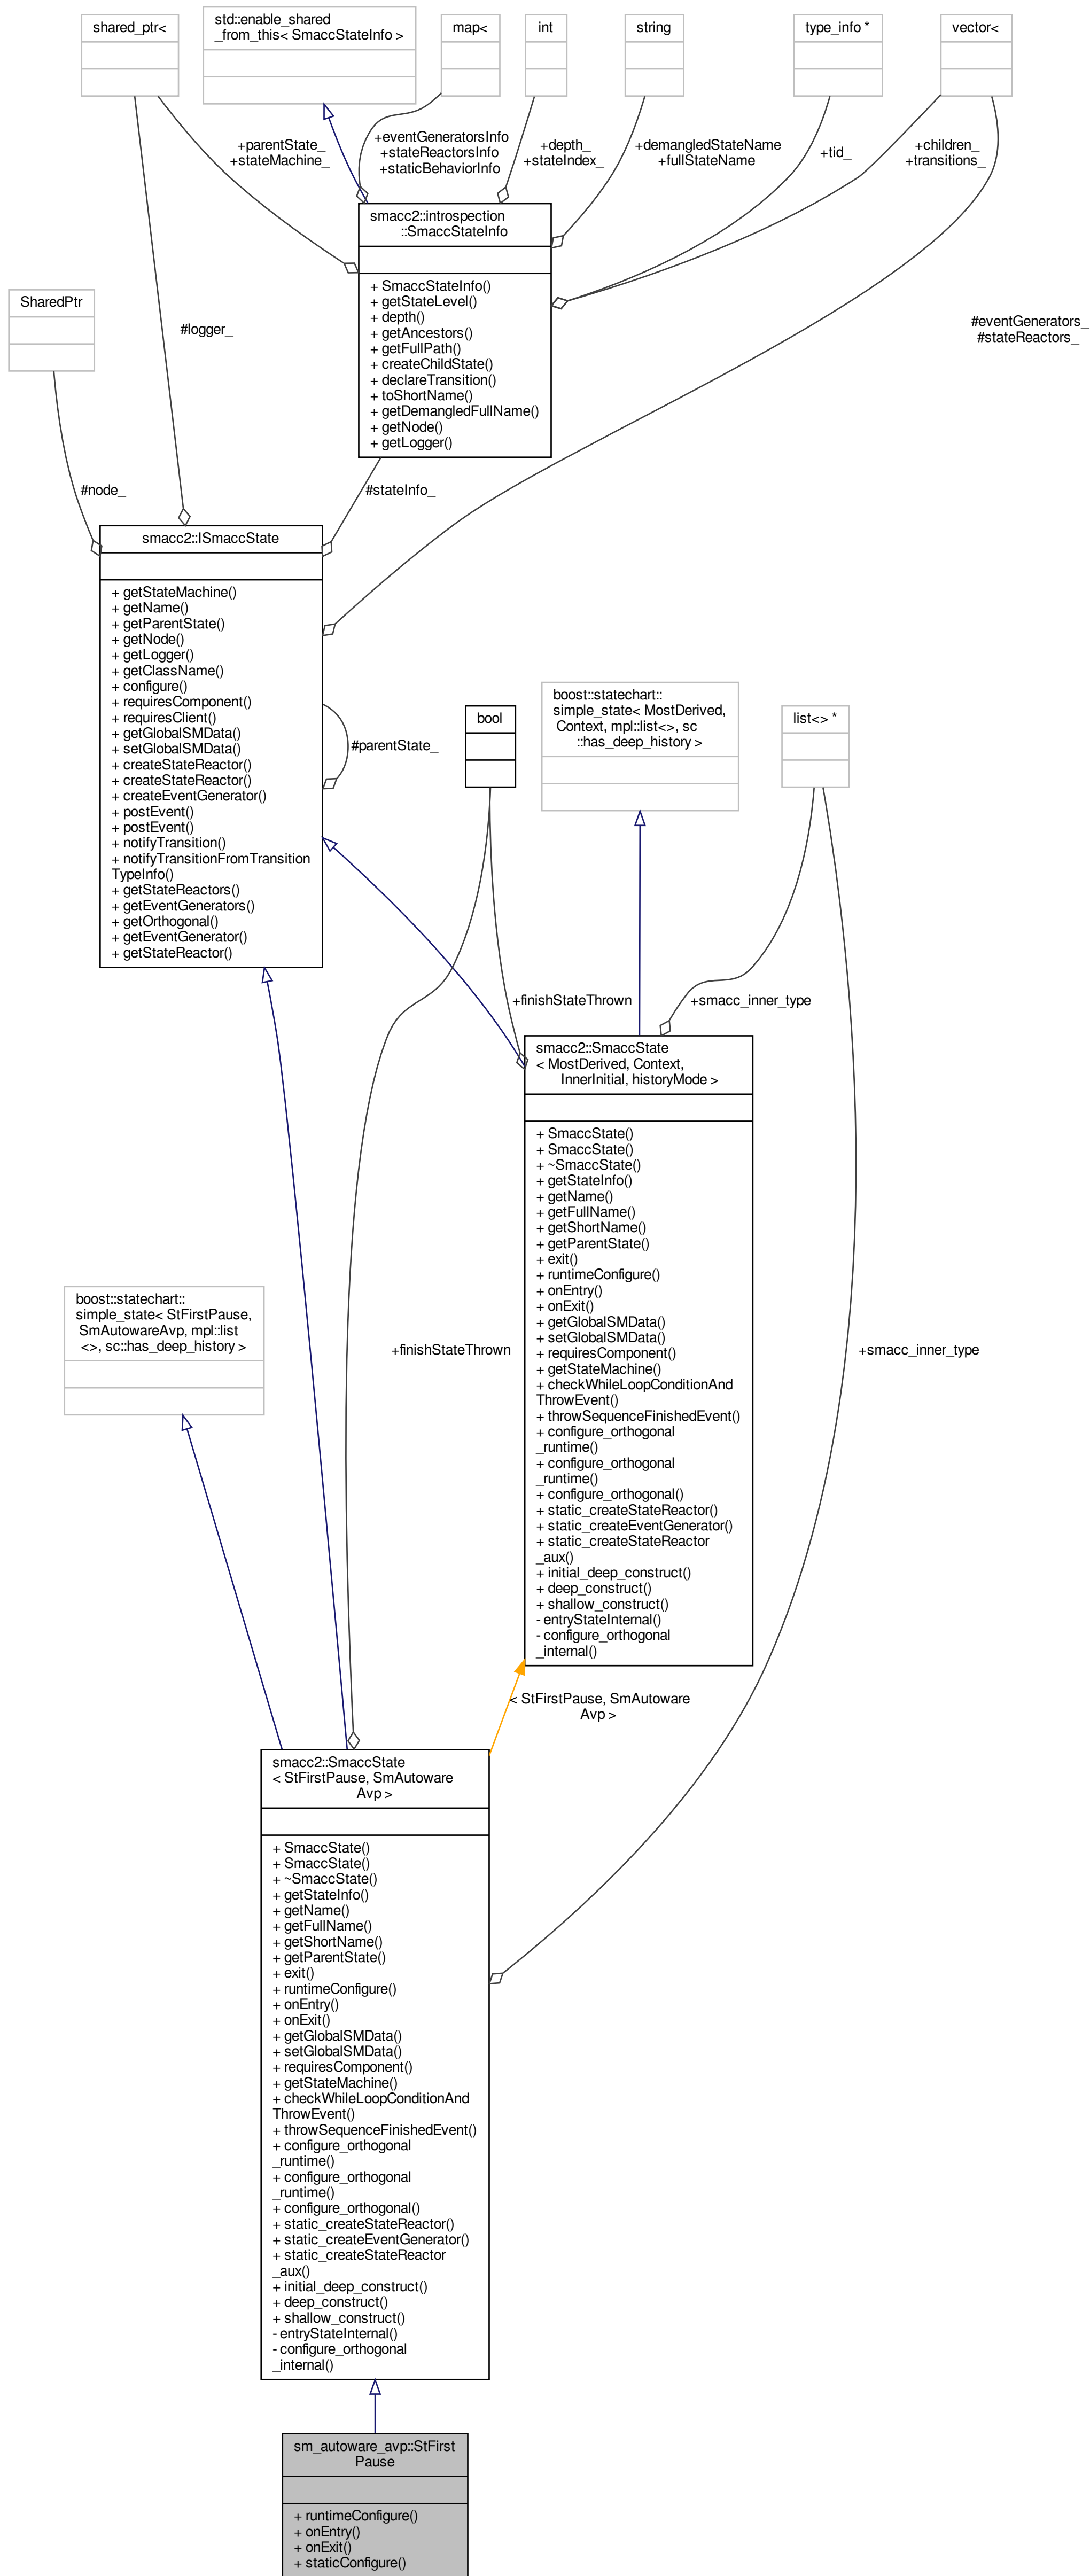 shared_ptr<
std::enable_shared
_from_this< SmaccStateInfo >
map<
int
string
type_info *
vector<
+parentState_
+stateMachine_
+eventGeneratorsInfo
+stateReactorsInfo
+staticBehaviorInfo
+depth_
+stateIndex_
+demangledStateName
+fullStateName
+tid_
+children_
+transitions_
smacc2::introspection
::SmaccStateInfo
+ SmaccStateInfo()
+ getStateLevel()
+ depth()
+ getAncestors()
+ getFullPath()
+ createChildState()
+ declareTransition()
+ toShortName()
+ getDemangledFullName()
+ getNode()
+ getLogger()
SharedPtr
#logger_
#eventGenerators_
#stateReactors_
#node_
#stateInfo_
smacc2::ISmaccState
+ getStateMachine()
+ getName()
+ getParentState()
+ getNode()
+ getLogger()
+ getClassName()
+ configure()
+ requiresComponent()
+ requiresClient()
+ getGlobalSMData()
+ setGlobalSMData()
+ createStateReactor()
+ createStateReactor()
+ createEventGenerator()
+ postEvent()
+ postEvent()
+ notifyTransition()
+ notifyTransitionFromTransition
TypeInfo()
+ getStateReactors()
+ getEventGenerators()
+ getOrthogonal()
+ getEventGenerator()
+ getStateReactor()
#parentState_
bool
boost::statechart::
simple_state< MostDerived,
Context, mpl::list<>, sc
::has_deep_history >
list<> *
+finishStateThrown
+smacc_inner_type
smacc2::SmaccState
< MostDerived, Context,
InnerInitial, historyMode >
+ SmaccState()
+ SmaccState()
+ ~SmaccState()
+ getStateInfo()
+ getName()
+ getFullName()
+ getShortName()
+ getParentState()
+ exit()
+ runtimeConfigure()
+ onEntry()
+ onExit()
+ getGlobalSMData()
+ setGlobalSMData()
+ requiresComponent()
+ getStateMachine()
+ checkWhileLoopConditionAnd
ThrowEvent()
+ throwSequenceFinishedEvent()
+ configure_orthogonal
_runtime()
+ configure_orthogonal
_runtime()
+ configure_orthogonal()
+ static_createStateReactor()
+ static_createEventGenerator()
+ static_createStateReactor
_aux()
+ initial_deep_construct()
+ deep_construct()
+ shallow_construct()
- entryStateInternal()
- configure_orthogonal
_internal()
boost::statechart::
simple_state< StFirstPause,
SmAutowareAvp, mpl::list
<>, sc::has_deep_history >
+finishStateThrown
+smacc_inner_type
< StFirstPause, SmAutoware
Avp >
smacc2::SmaccState
< StFirstPause, SmAutoware
Avp >
+ SmaccState()
+ SmaccState()
+ ~SmaccState()
+ getStateInfo()
+ getName()
+ getFullName()
+ getShortName()
+ getParentState()
+ exit()
+ runtimeConfigure()
+ onEntry()
+ onExit()
+ getGlobalSMData()
+ setGlobalSMData()
+ requiresComponent()
+ getStateMachine()
+ checkWhileLoopConditionAnd
ThrowEvent()
+ throwSequenceFinishedEvent()
+ configure_orthogonal
_runtime()
+ configure_orthogonal
_runtime()
+ configure_orthogonal()
+ static_createStateReactor()
+ static_createEventGenerator()
+ static_createStateReactor
_aux()
+ initial_deep_construct()
+ deep_construct()
+ shallow_construct()
- entryStateInternal()
- configure_orthogonal
_internal()
sm_autoware_avp::StFirst
Pause
+ runtimeConfigure()
+ onEntry()
+ onExit()
+ staticConfigure()